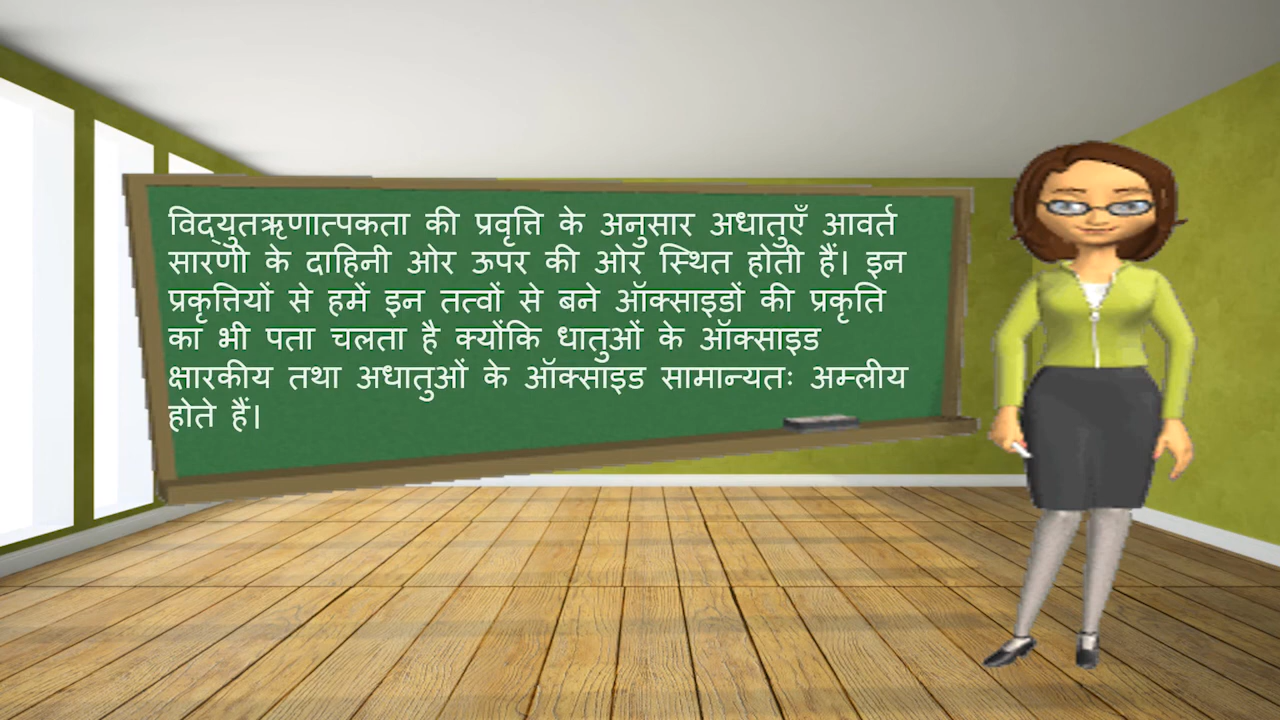 विद्युतऋणात्पकता की प्रवृत्ति के अनुसार अधातुएँ आवर्त
सारणी के दाहिनी ओर ऊपर की ओर स्थित होती हैं। इन
प्रकृत्तियों से हमें इन तत्वों से बने ऑक्साइडों की प्रकृति
का भी पता चलता है क्योंकि धातुओं के ऑक्साइड
क्षारकीय तथा अधातुओं के ऑक्साइड सामान्यतः अम्लीय
होते हैं।